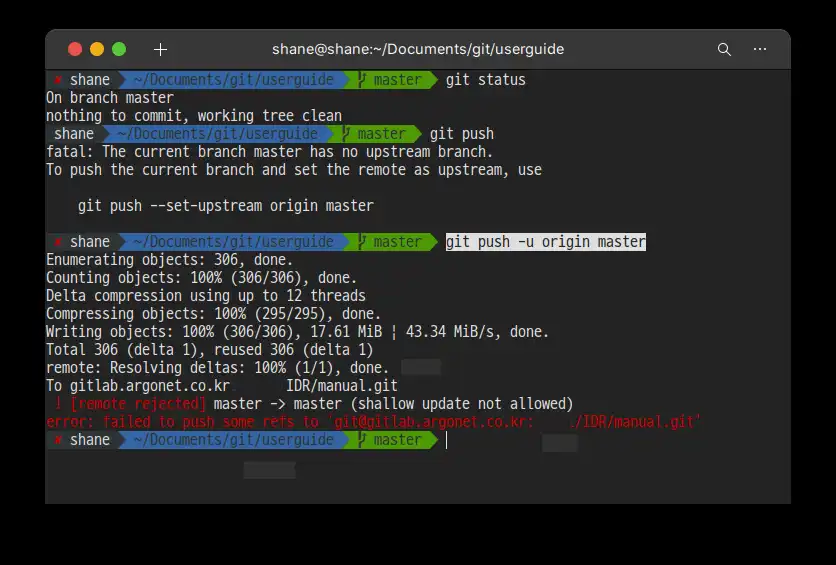 shane@shane:~/Documents/git/userguide
✖ shane ~/Documents/git/userguide master git status
On branch master
nothing to commit, working tree clean
shane ~/Documents/git/userguide master git push
fatal: The current branch master has no upstream branch.
To push the current branch and set the remote as upstream, use
git push --set-upstream origin master
✖ shane ~/Documents/git/userguide master git push -u origin master
Enumerating objects: 306, done.
Counting objects: 100% (306/306), done.
Delta compression using up to 12 threads
Compressing objects: 100% (295/295), done.
Writing objects: 100% (306/306), 17.61 MiB ¦ 43.34 MiB/s, done.
Total 306 (delta 1), reused 306 (delta 1)
remote: Resolving deltas: 100% (1/1), done.
To gitlab.argonet.co.kr IDR/manual.git
! [remote rejected] master -> master (shallow update not allowed)
error: failed to push some refs to 'git@gitlab.argonet.co.kr: ./IDR/manual.git'
✖ shane ~/Documents/git/userguide master